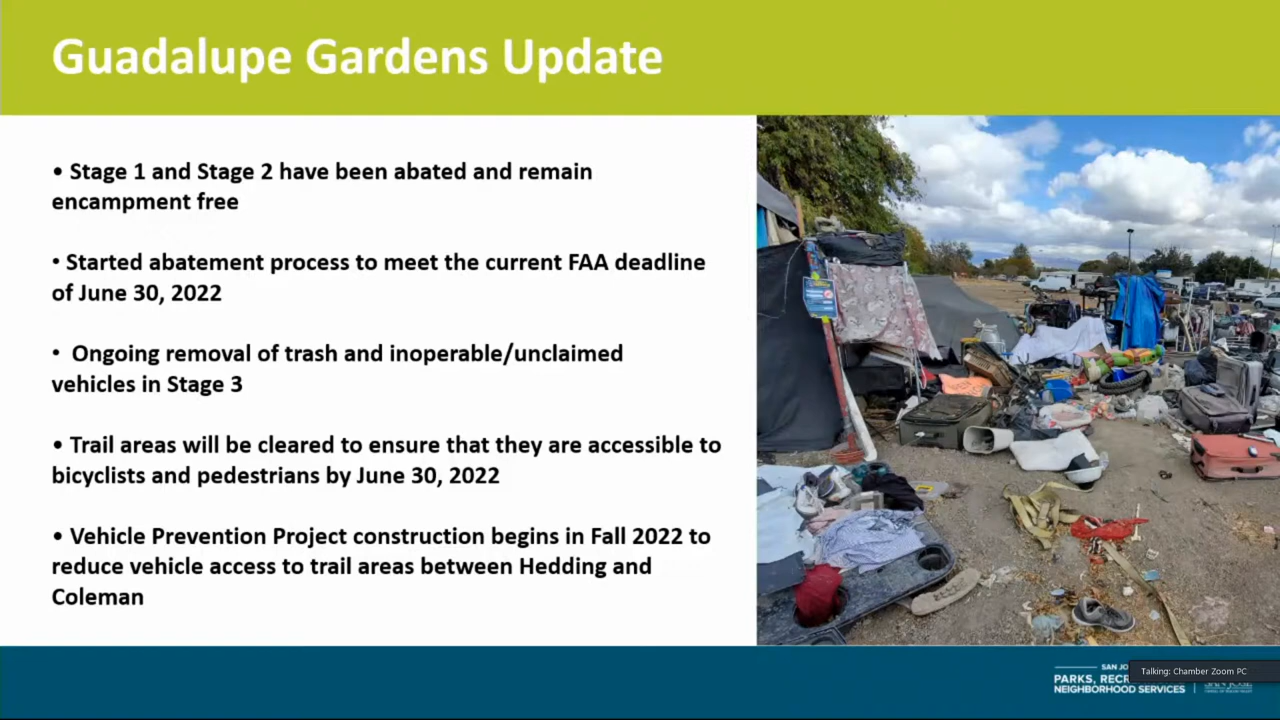 Guadalupe Gardens Update
• Stage 1 and Stage 2 have been abated and remain
encampment free
• Started abatement process to meet the current FAA deadline
of June 30, 2022
• Ongoing removal of trash and inoperable/unclaimed
vehicles in Stage 3
• Trail areas will be cleared to ensure that they are accessible to
bicyclists and pedestrians by June 30, 2022
• Vehicle Prevention Project construction begins in Fall 2022 to
reduce vehicle access to trail areas between Hedding and
Coleman
Talking: Chamber Zoom PC
SAN JO
PARKS, RECR
NEIGHBORHOOD SERVICES